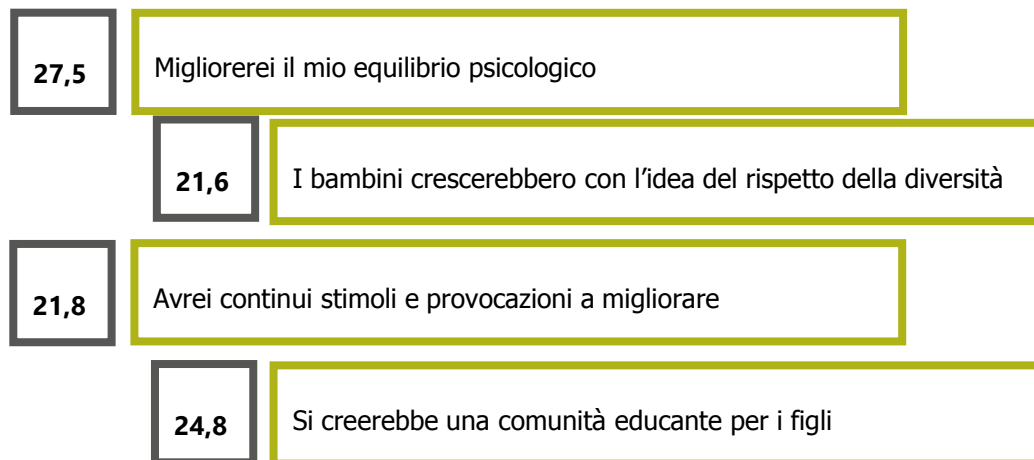 27,5 Migliorerei il mio equilibrio psicologico
21,6 I bambini crescerebbero con l'idea del rispetto della diversità
21,8 Avrei continui stimoli e provocazioni a migliorare
24,8 Si creerebbe una comunità educante per i figli